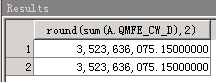 Results
round(sum(A.QMFE_CW_D),2)
1 3,523,636,075.15000000
2 3,523,636,075.15000000